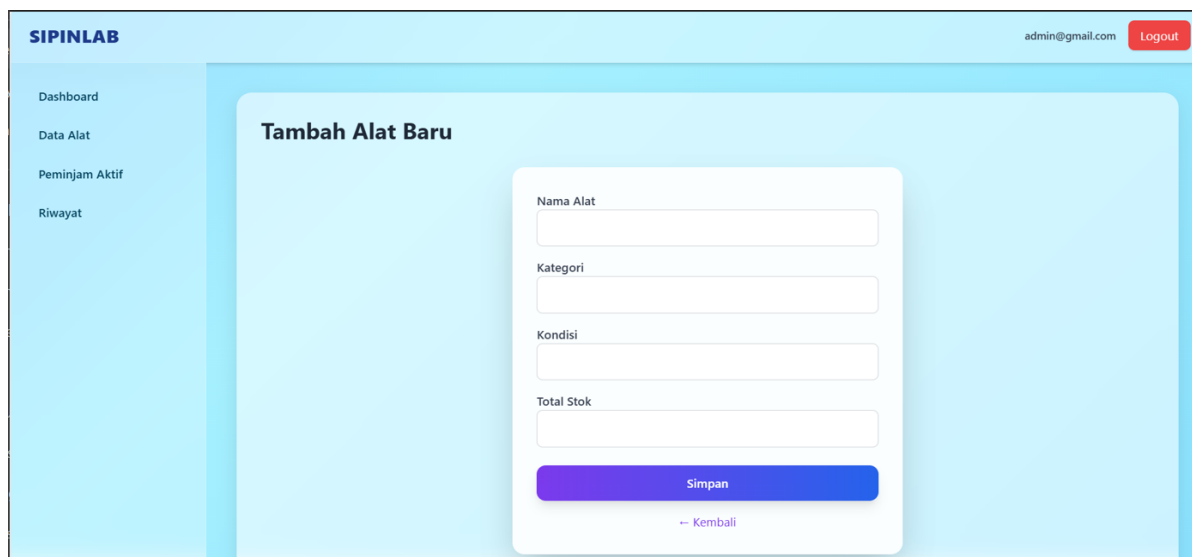 SIPINLAB
admin@gmail.com
Logout
Dashboard
Data Alat
Peminjam Aktif
Riwayat
Tambah Alat Baru
Nama Alat
Kategori
Kondisi
Total Stok
Simpan
← Kembali